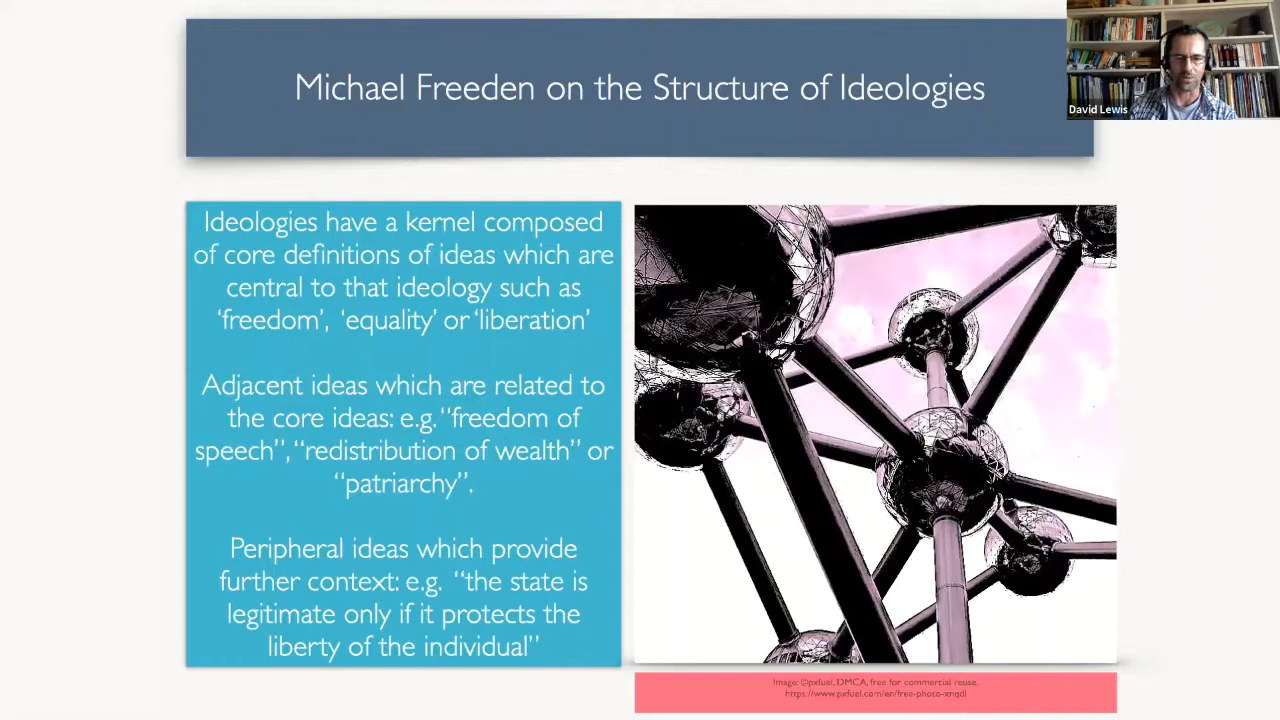 Michael Freeden on the Structure of Ideologies
David Lewis
Ideologies have a kernel composed
of core definitions of ideas which are
central to that ideology such as
‘freedom’, ‘equality’ or ‘liberation’
Adjacent ideas which are related to
the core ideas: e.g. “freedom of
speech”, “redistribution of wealth” or
“patriarchy”.
Peripheral ideas which provide
further context: e.g. “the state is
legitimate only if it protects the
liberty of the individual”
Image: ©pxfuel, DMCA, free for commercial reuse.